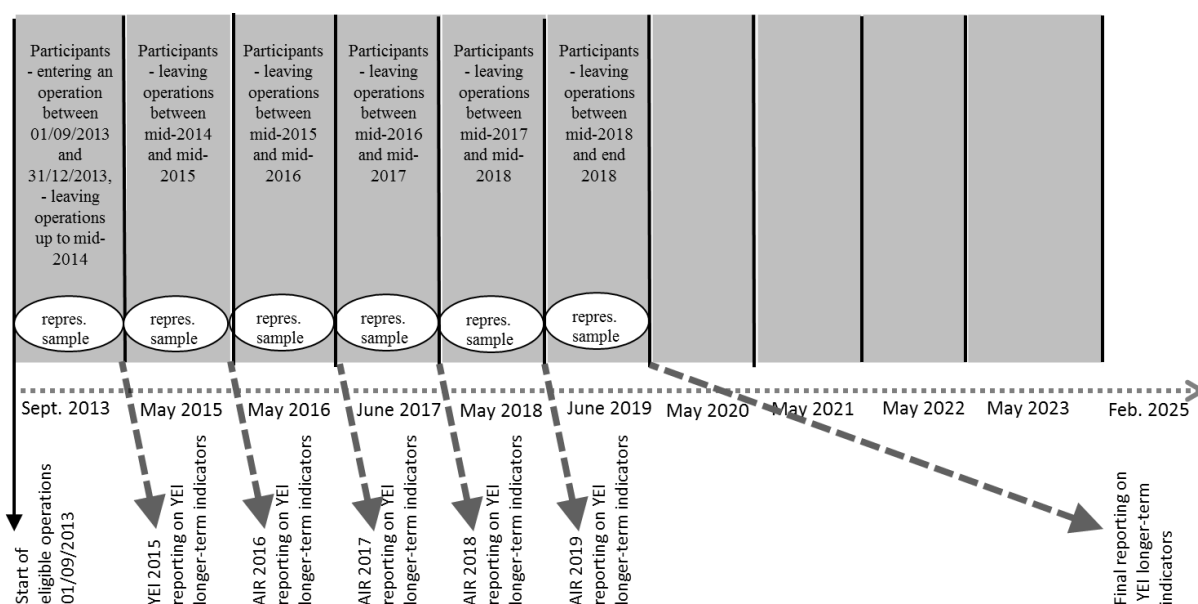 Participants
- entering an
operation
between
01/09/2013
and
31/12/2013,
- leaving
operations
up to mid-
2014
Participants
- leaving
operations
between
mid-2014
and mid-
2015
Participants
- leaving
operations
between
mid-2015
and mid-
2016
Participants
- leaving
operations
between
mid-2016
and mid-
2017
Participants
- leaving
operations
between
mid-2017
and mid-
2018
Participants
- leaving
operations
between
mid-2018
and end
2018
repres.
sample
repres.
sample
repres.
sample
repres.
sample
repres.
sample
repres.
sample
Sept. 2013
May 2015
May 2016
June 2017
May 2018
June 2019
May 2020
May 2021
May 2022
May 2023
Feb. 2025
Start of
eligible operations
01/09/2013
YEI 2015
reporting on YEI
longer-term indicators
AIR 2016
reporting on YEI
longer-term indicators
AIR 2017
reporting on YEI
longer-term indicators
AIR 2018
reporting on YEI
longer-term indicators
AIR 2019
reporting on YEI
longer-term indicators
Final reporting on
YEI longer-term
indicators